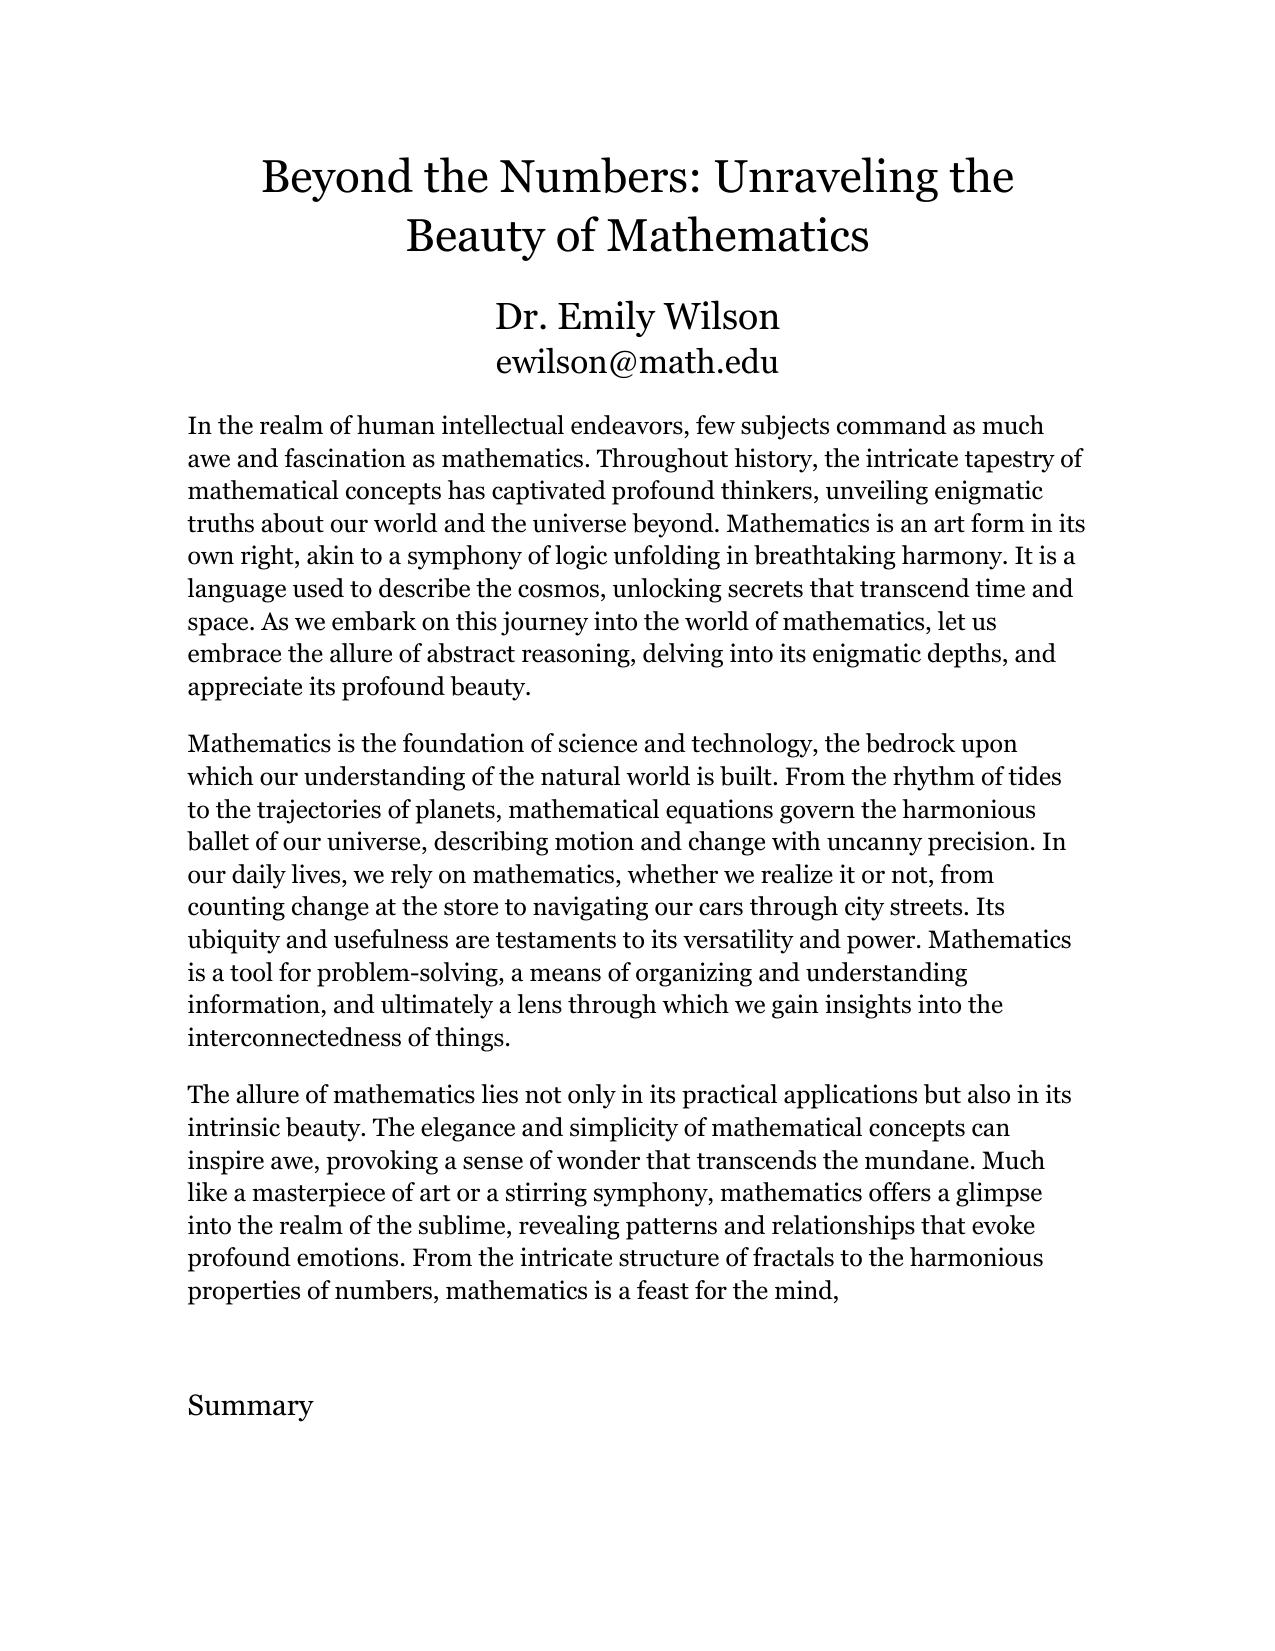 Beyond the Numbers: Unraveling the
Beauty of Mathematics
Dr. Emily Wilson
ewilson@math.edu
In the realm of human intellectual endeavors, few subjects command as much
awe and fascination as mathematics. Throughout history, the intricate tapestry of
mathematical concepts has captivated profound thinkers, unveiling enigmatic
truths about our world and the universe beyond. Mathematics is an art form in its
own right, akin to a symphony of logic unfolding in breathtaking harmony. It is a
language used to describe the cosmos, unlocking secrets that transcend time and
space. As we embark on this journey into the world of mathematics, let us
embrace the allure of abstract reasoning, delving into its enigmatic depths, and
appreciate its profound beauty.
Mathematics is the foundation of science and technology, the bedrock upon
which our understanding of the natural world is built. From the rhythm of tides
to the trajectories of planets, mathematical equations govern the harmonious
ballet of our universe, describing motion and change with uncanny precision. In
our daily lives, we rely on mathematics, whether we realize it or not, from
counting change at the store to navigating our cars through city streets. Its
ubiquity and usefulness are testaments to its versatility and power. Mathematics
is a tool for problem-solving, a means of organizing and understanding
information, and ultimately a lens through which we gain insights into the
interconnectedness of things.
The allure of mathematics lies not only in its practical applications but also in its
intrinsic beauty. The elegance and simplicity of mathematical concepts can
inspire awe, provoking a sense of wonder that transcends the mundane. Much
like a masterpiece of art or a stirring symphony, mathematics offers a glimpse
into the realm of the sublime, revealing patterns and relationships that evoke
profound emotions. From the intricate structure of fractals to the harmonious
properties of numbers, mathematics is a feast for the mind,
Summary